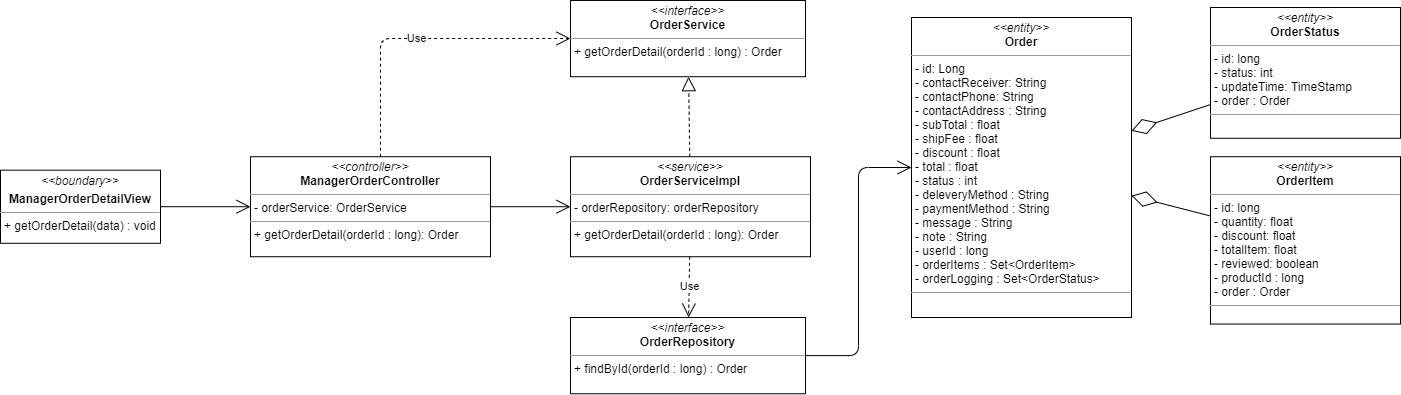 <<boundary>>
ManagerOrderDetailView
+ getOrderDetail(data) : void
<<controller>>
ManagerOrderController
- orderService: OrderService
+ getOrderDetail(orderId : long): Order
Use
<<interface>>
OrderService
+ getOrderDetail(orderId : long) : Order
<<service>>
OrderServiceImpl
- orderRepository: orderRepository
+ getOrderDetail(orderId : long): Order
Use
<<interface>>
OrderRepository
+ findById(orderId : long) : Order
<<entity>>
Order
- id: Long
- contactReceiver: String
- contactPhone: String
- contactAddress : String
- subTotal : float
- shipFee : float
- discount : float
- total : float
- status : int
- deleveryMethod : String
- paymentMethod : String
- message : String
- note : String
- userId : long
- orderItems : Set<OrderItem>
- orderLogging : Set<OrderStatus>
<<entity>>
OrderStatus
- id: long
- status: int
- updateTime: TimeStamp
- order : Order
<<entity>>
OrderItem
- id: long
- quantity: float
- discount: float
- totalItem: float
- reviewed: boolean
- productId : long
- order : Order